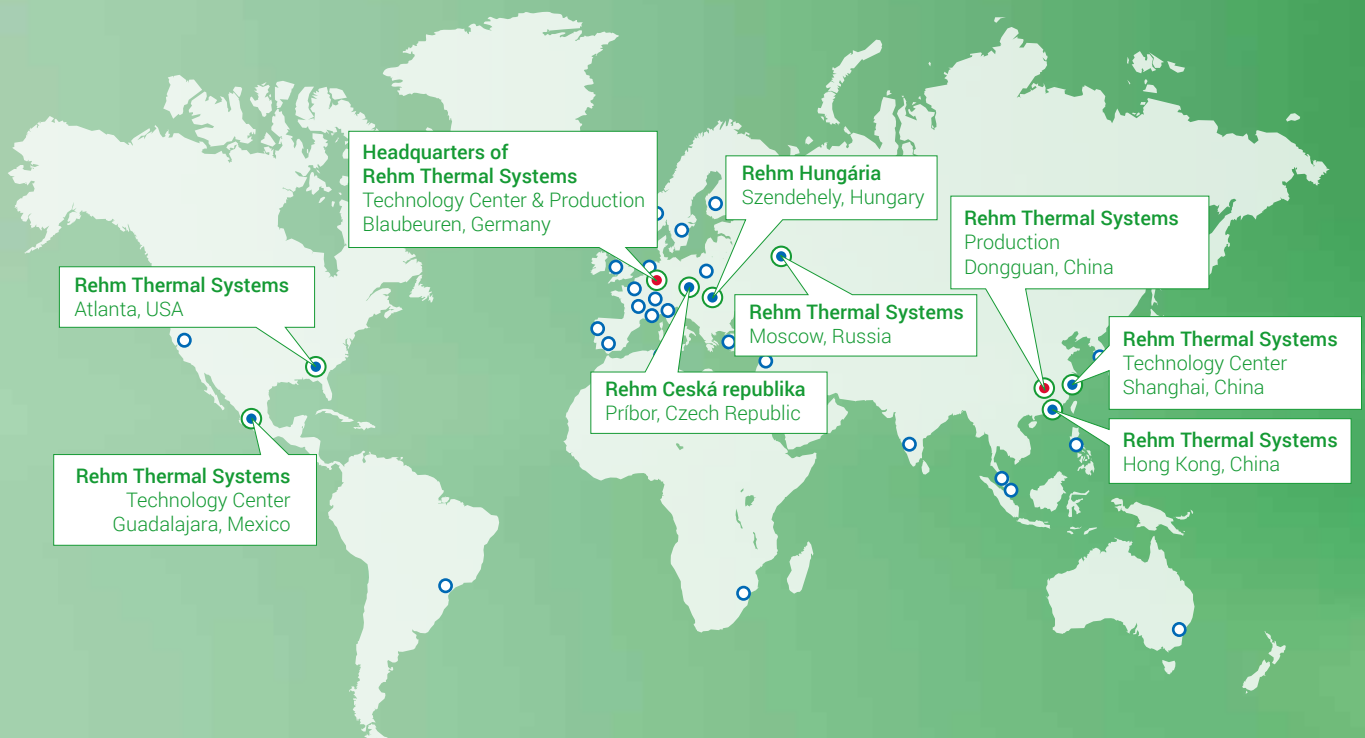 Headquarters of
Rehm Thermal Systems
Technology Center & Production
Blaubeuren, Germany
Rehm Hungária
Szendehely, Hungary
Rehm Thermal Systems
Production
Dongguan, China
Rehm Thermal Systems
Atlanta, USA
Rehm Thermal Systems
Moscow, Russia
Rehm Thermal Systems
Technology Center
Shanghai, China
Rehm Ceská republika
Príbor, Czech Republic
Rehm Thermal Systems
Hong Kong, China
Rehm Thermal Systems
Technology Center
Guadalajara, Mexico